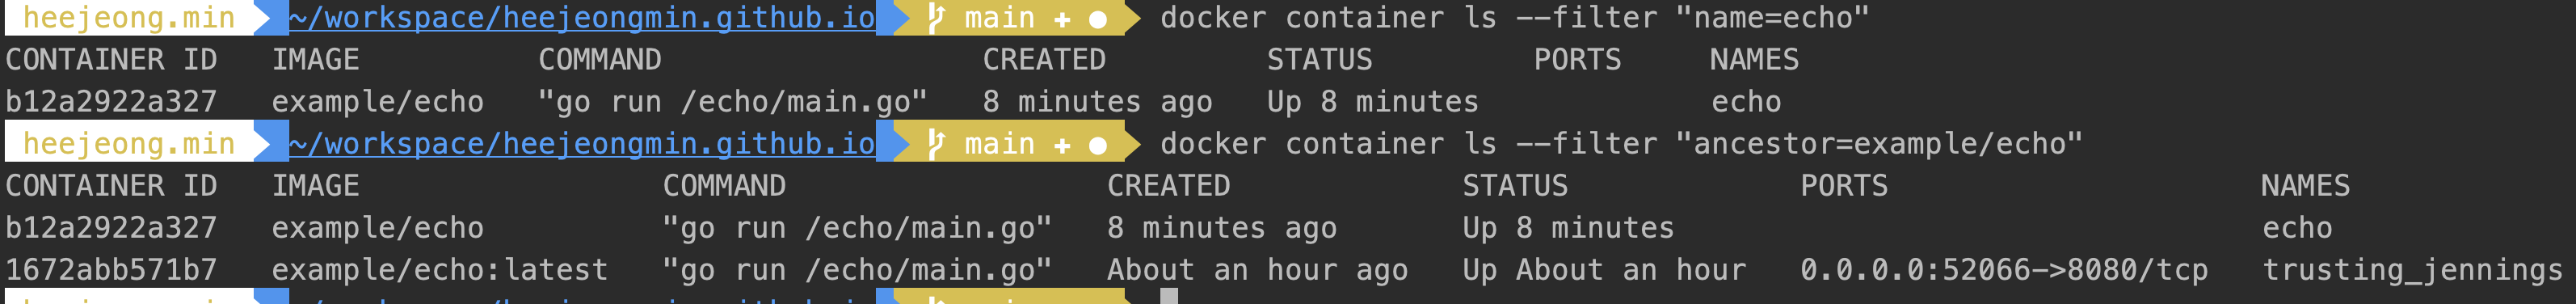 heejeong.min ~/workspace/heejeongmin.github.io main + ● docker container ls --filter "name=echo"
CONTAINER ID IMAGE COMMAND CREATED STATUS PORTS NAMES
b12a2922a327 example/echo "go run /echo/main.go" 8 minutes ago Up 8 minutes echo
heejeong.min ~/workspace/heejeongmin.github.io main + ● docker container ls --filter "ancestor=example/echo"
CONTAINER ID IMAGE COMMAND CREATED STATUS PORTS NAMES
b12a2922a327 example/echo "go run /echo/main.go" 8 minutes ago Up 8 minutes echo
1672abb571b7 example/echo:latest "go run /echo/main.go" About an hour ago Up About an hour 0.0.0.0:52066->8080/tcp trusting_jennings